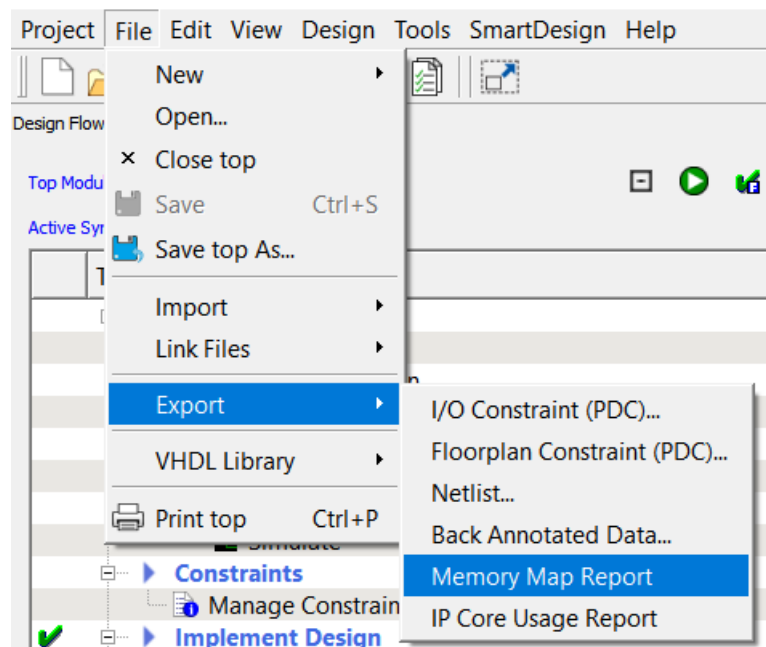 Project File Edit View Design Tools SmartDesign Help
New
Open...
Design Flow
Close top
Top Modu
Save Ctrl+S
Active Syn
Save top As...
Import
Link Files
Export
I/O Constraint (PDC)...
Floorplan Constraint (PDC)...
VHDL Library
Netlist...
Print top Ctrl+P
Back Annotated Data...
Simulate
Constraints
Memory Map Report
Manage Constrain
IP Core Usage Report
Implement Design